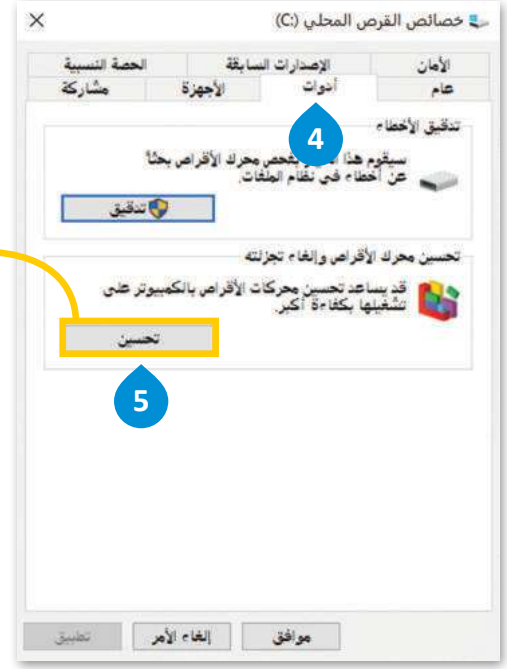 خصائص القرص المحلي (C:)
الأمان الإصدارات السابقة الحصة النسبية
عام أدوات الأجهزة مشاركة
4
تدقيق الأخطاء
سيقوم هذا بفحص محرك الأقراص بحثاً
عن أخطاء في نظام الملفات.
تدقيق
تحسين محرك الأقراص وإلغاء تجزئته
قد يساعد تحسين محركات الأقراص بالكمبيوتر على
تشغيلها بكفاءة أكبر.
تحسين
5
موافق إلغاء الأمر تطبيق